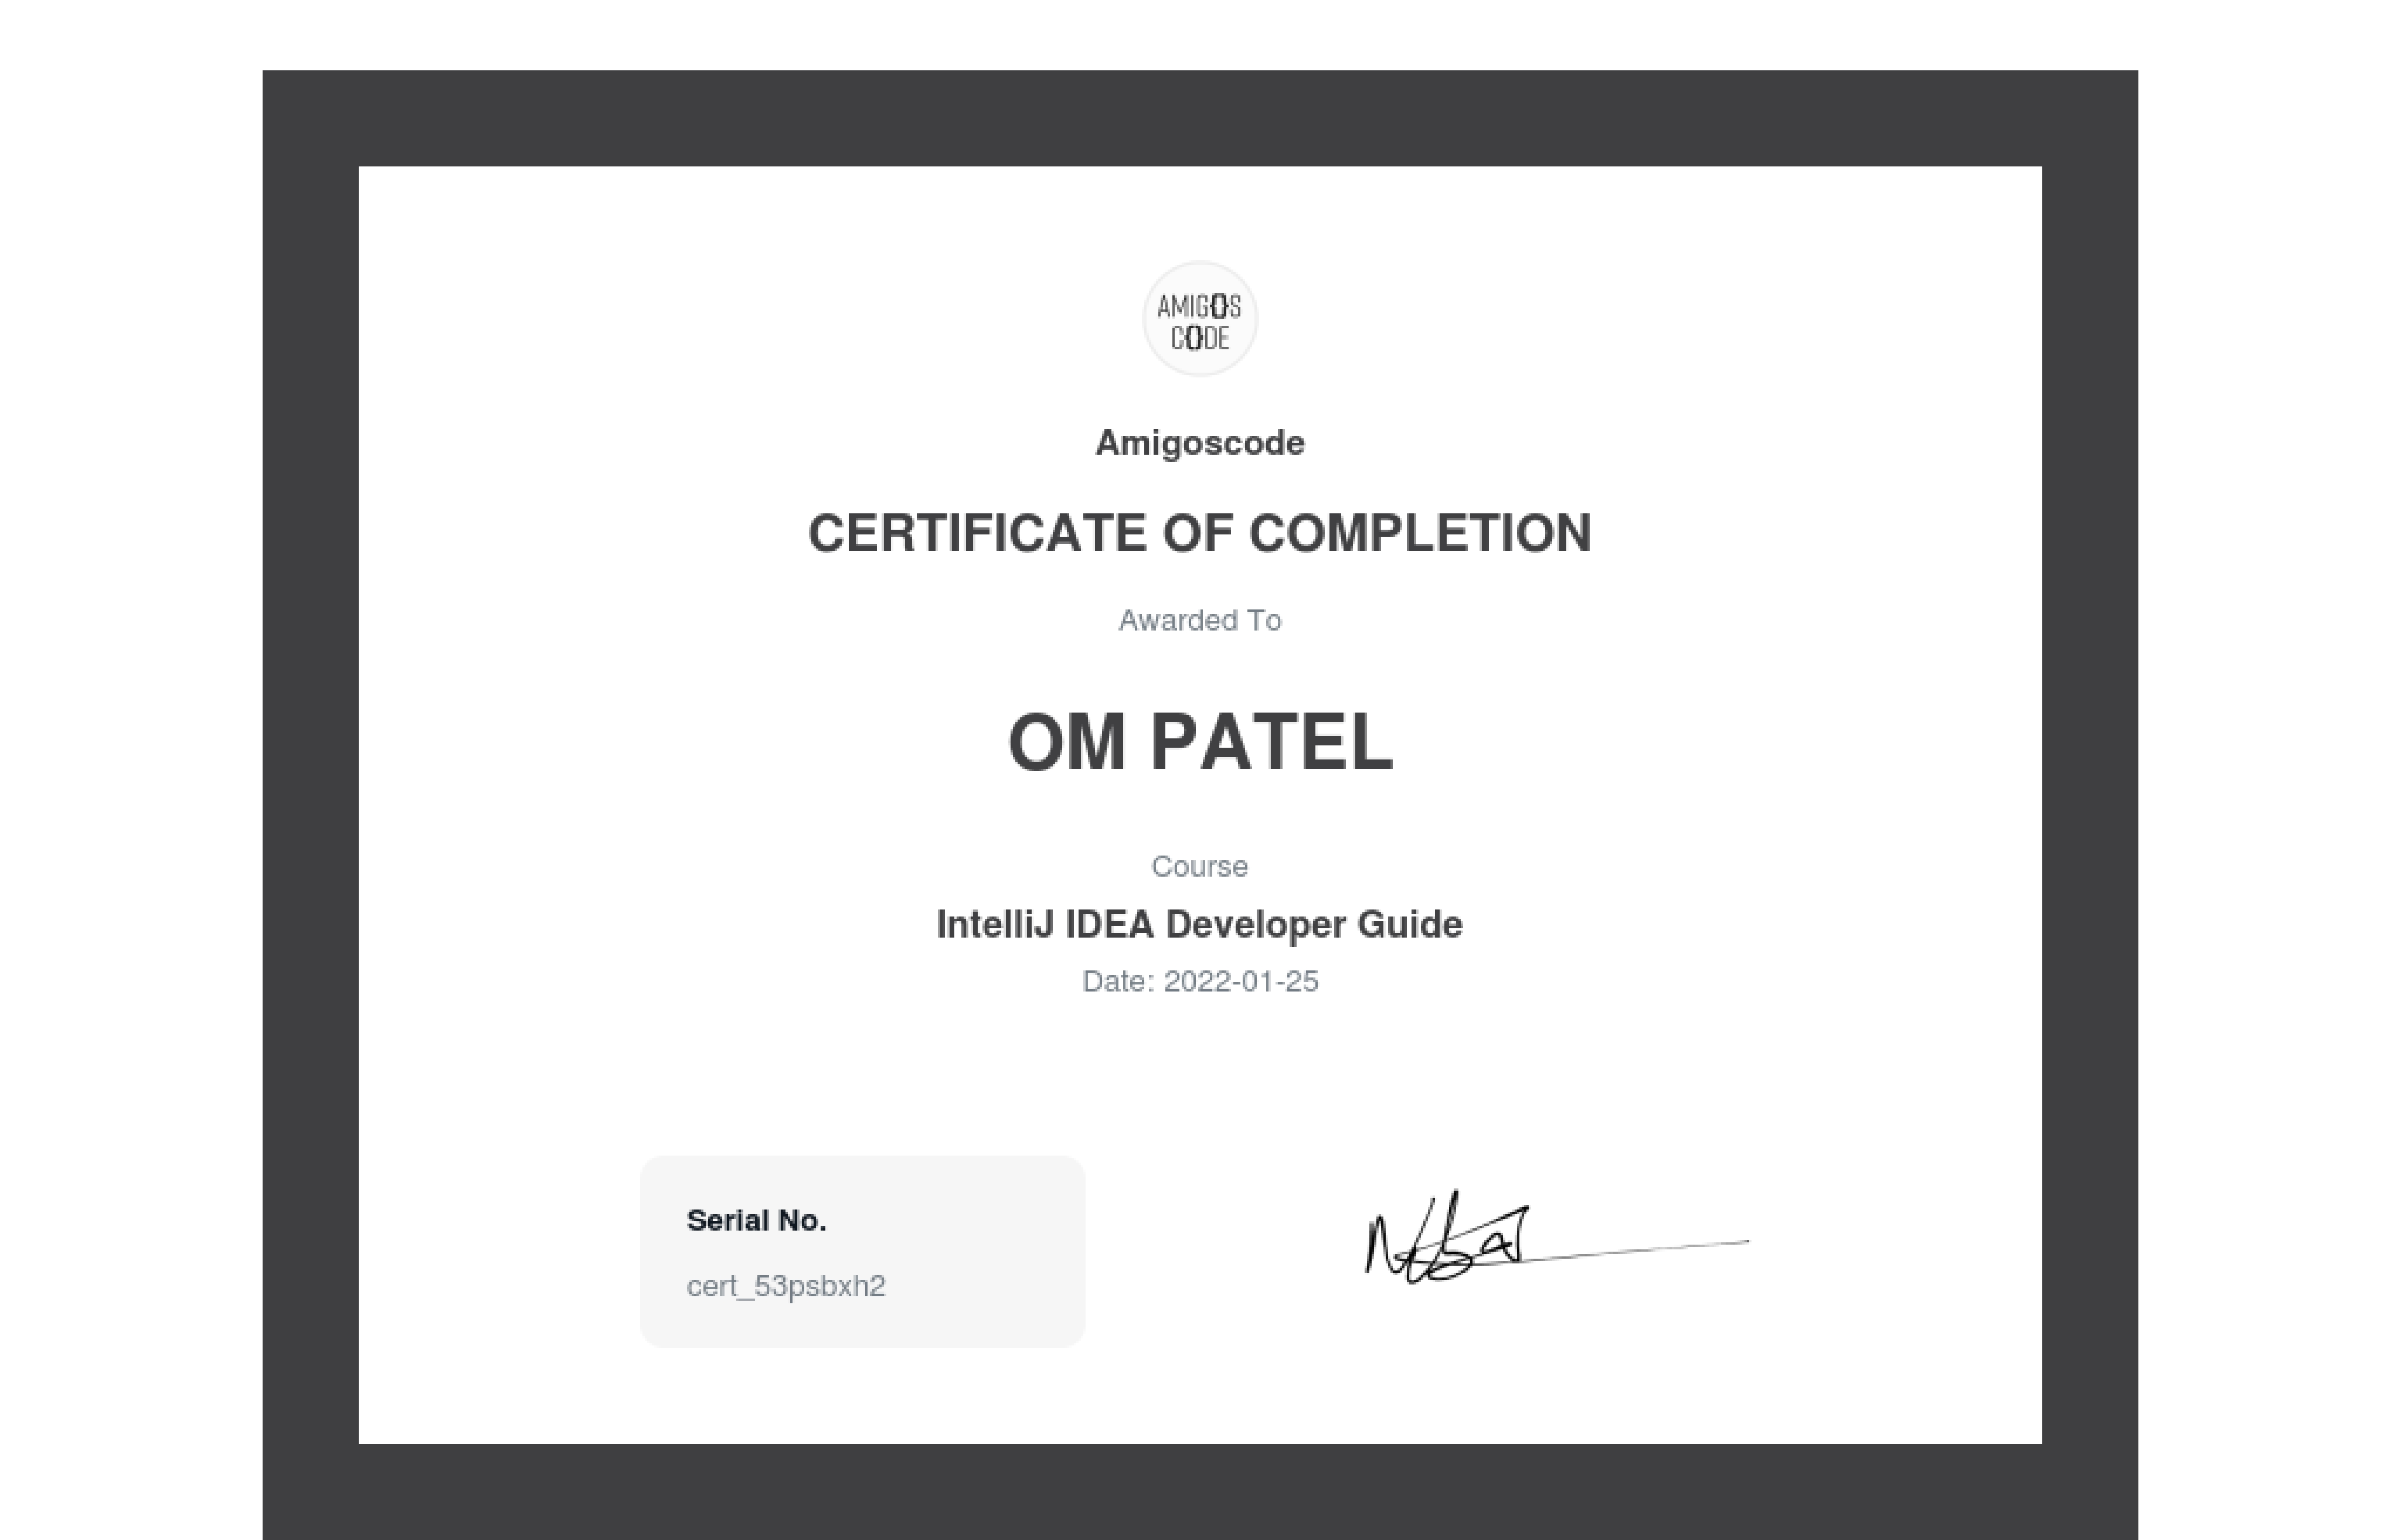 AMIGOS
CODE
Amigoscode
CERTIFICATE OF COMPLETION
Awarded To
OM PATEL
Course
IntelliJ IDEA Developer Guide
Date: 2022-01-25
Serial No.
cert_53psbxh2